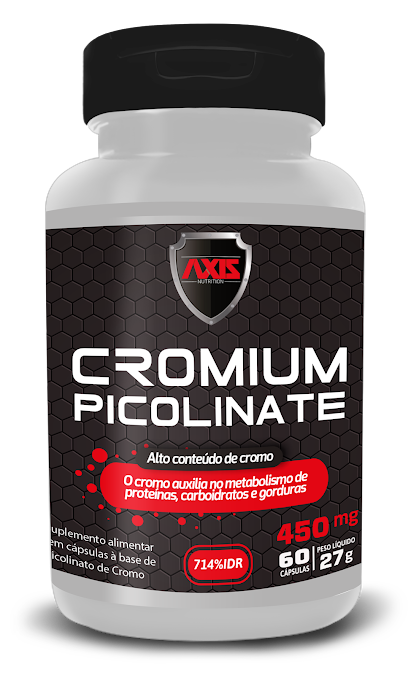 AXIS
NUTRITION
CROMIUM
PICOLINATE
Alto conteúdo de cromo
O cromo auxilia no metabolismo de
proteínas, carboidratos e gorduras
450 mg
uplemento alimentar
em cápsulas à base de
icolinato de Cromo
714%IDR
60
CÁPSULAS
PESO LÍQUIDO
27g